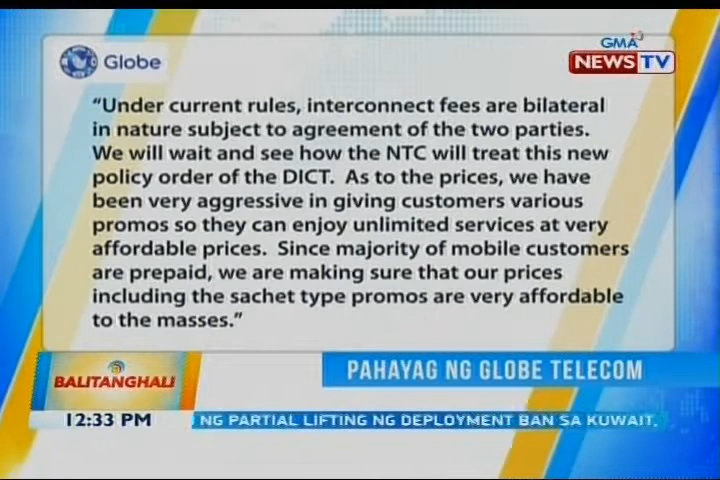 Globe
GMA
NEWS TV
“Under current rules, interconnect fees are bilateral
in nature subject to agreement of the two parties.
We will wait and see how the NTC will treat this new
policy order of the DICT. As to the prices, we have
been very aggressive in giving customers various
promos so they can enjoy unlimited services at very
affordable prices. Since majority of mobile customers
are prepaid, we are making sure that our prices
including the sachet type promos are very affordable
to the masses.”
BALITANGHALI
PAHAYAG NG GLOBE TELECOM
12:33 PM
NG PARTIAL LIFTING NG DEPLOYMENT BAN SA KUWAIT,